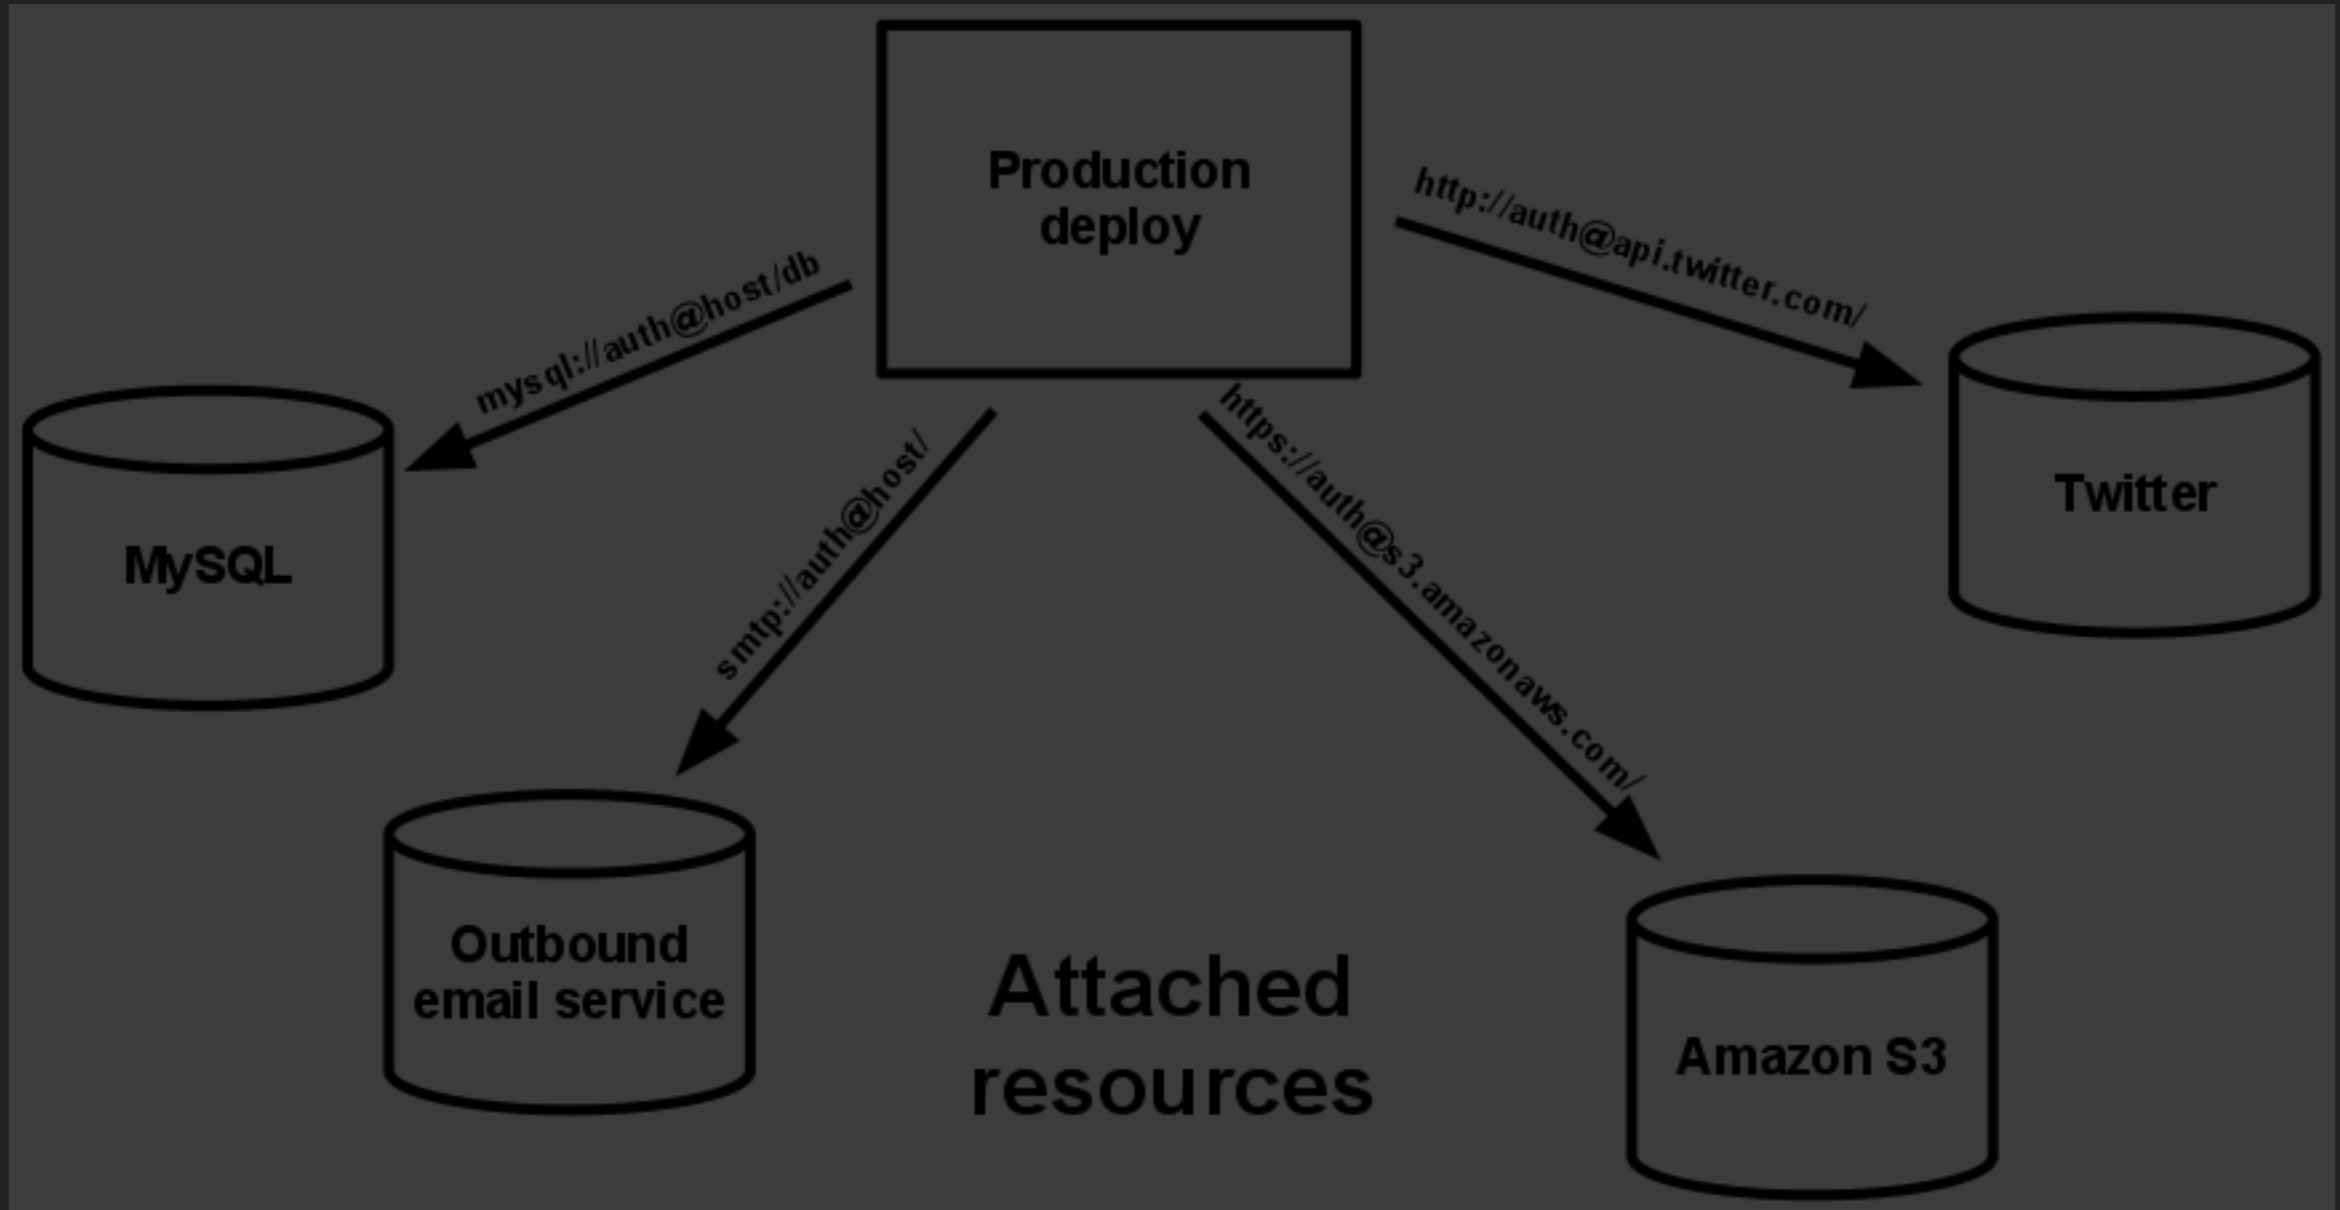 Production
deploy
http://auth@api.twitter.com/
mysql://auth@host/db
smtp://auth@host/
https://auth@s3.amazonaws.com/
Twitter
MySQL
Outbound
email service
Attached
resources
Amazon S3